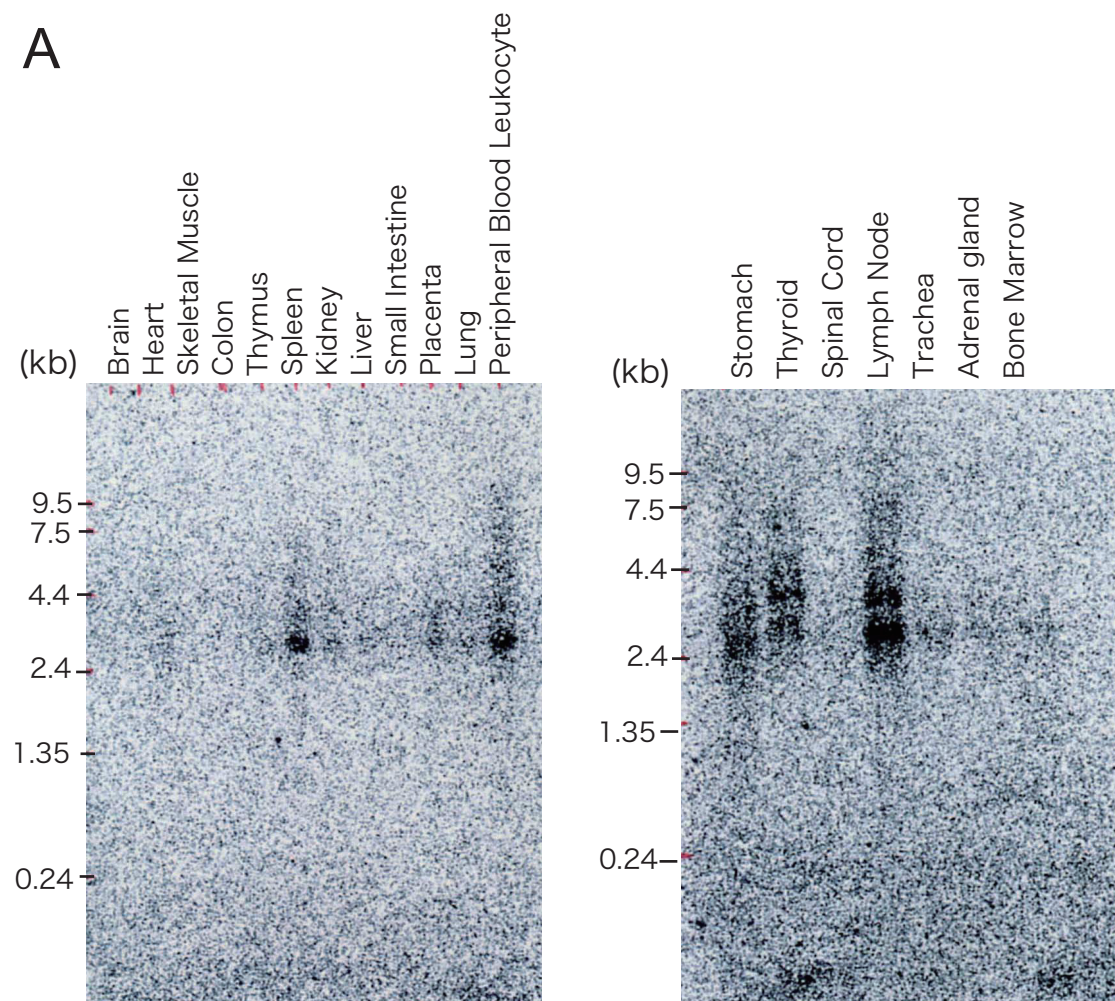 A
Brain
Heart
Skeletal Muscle
Colon
Thymus
Spleen
Kidney
Liver
Small Intestine
Placenta
Lung
Peripheral Blood Leukocyte
(kb)
9.5
7.5
4.4
2.4
1.35
0.24
Stomach
Thyroid
Spinal Cord
Lymph Node
Trachea
Adrenal gland
Bone Marrow
(kb)
9.5
7.5
4.4
2.4
1.35
0.24